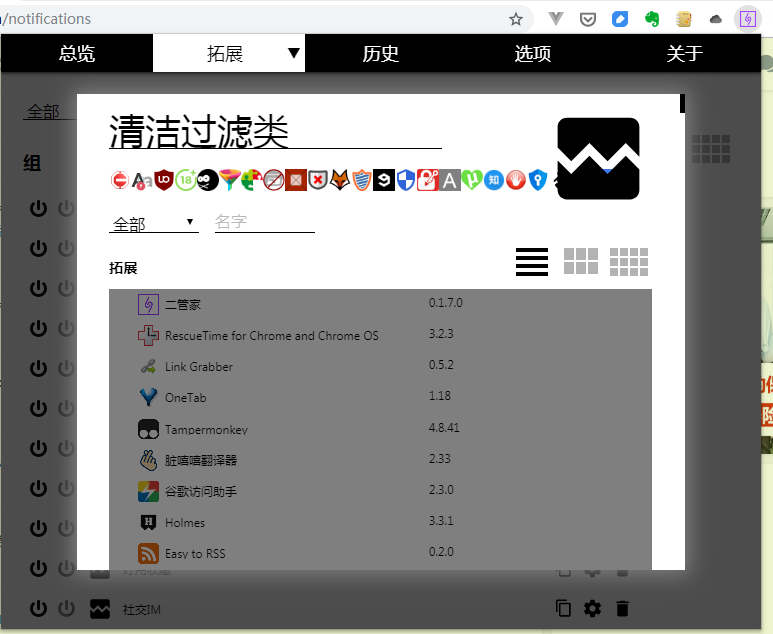 /notifications
总览 拓展 ▼ 历史 选项 关于
全部
组
清洁过滤类
全部 ▼ 名字
拓展
二管家 0.1.7.0
RescueTime for Chrome and Chrome OS 3.2.3
Link Grabber 0.5.2
OneTab 1.18
Tampermonkey 4.8.41
脏嘻嘻翻译器 2.33
谷歌访问助手 2.3.0
Holmes 3.3.1
Easy to RSS 0.2.0
社交IM